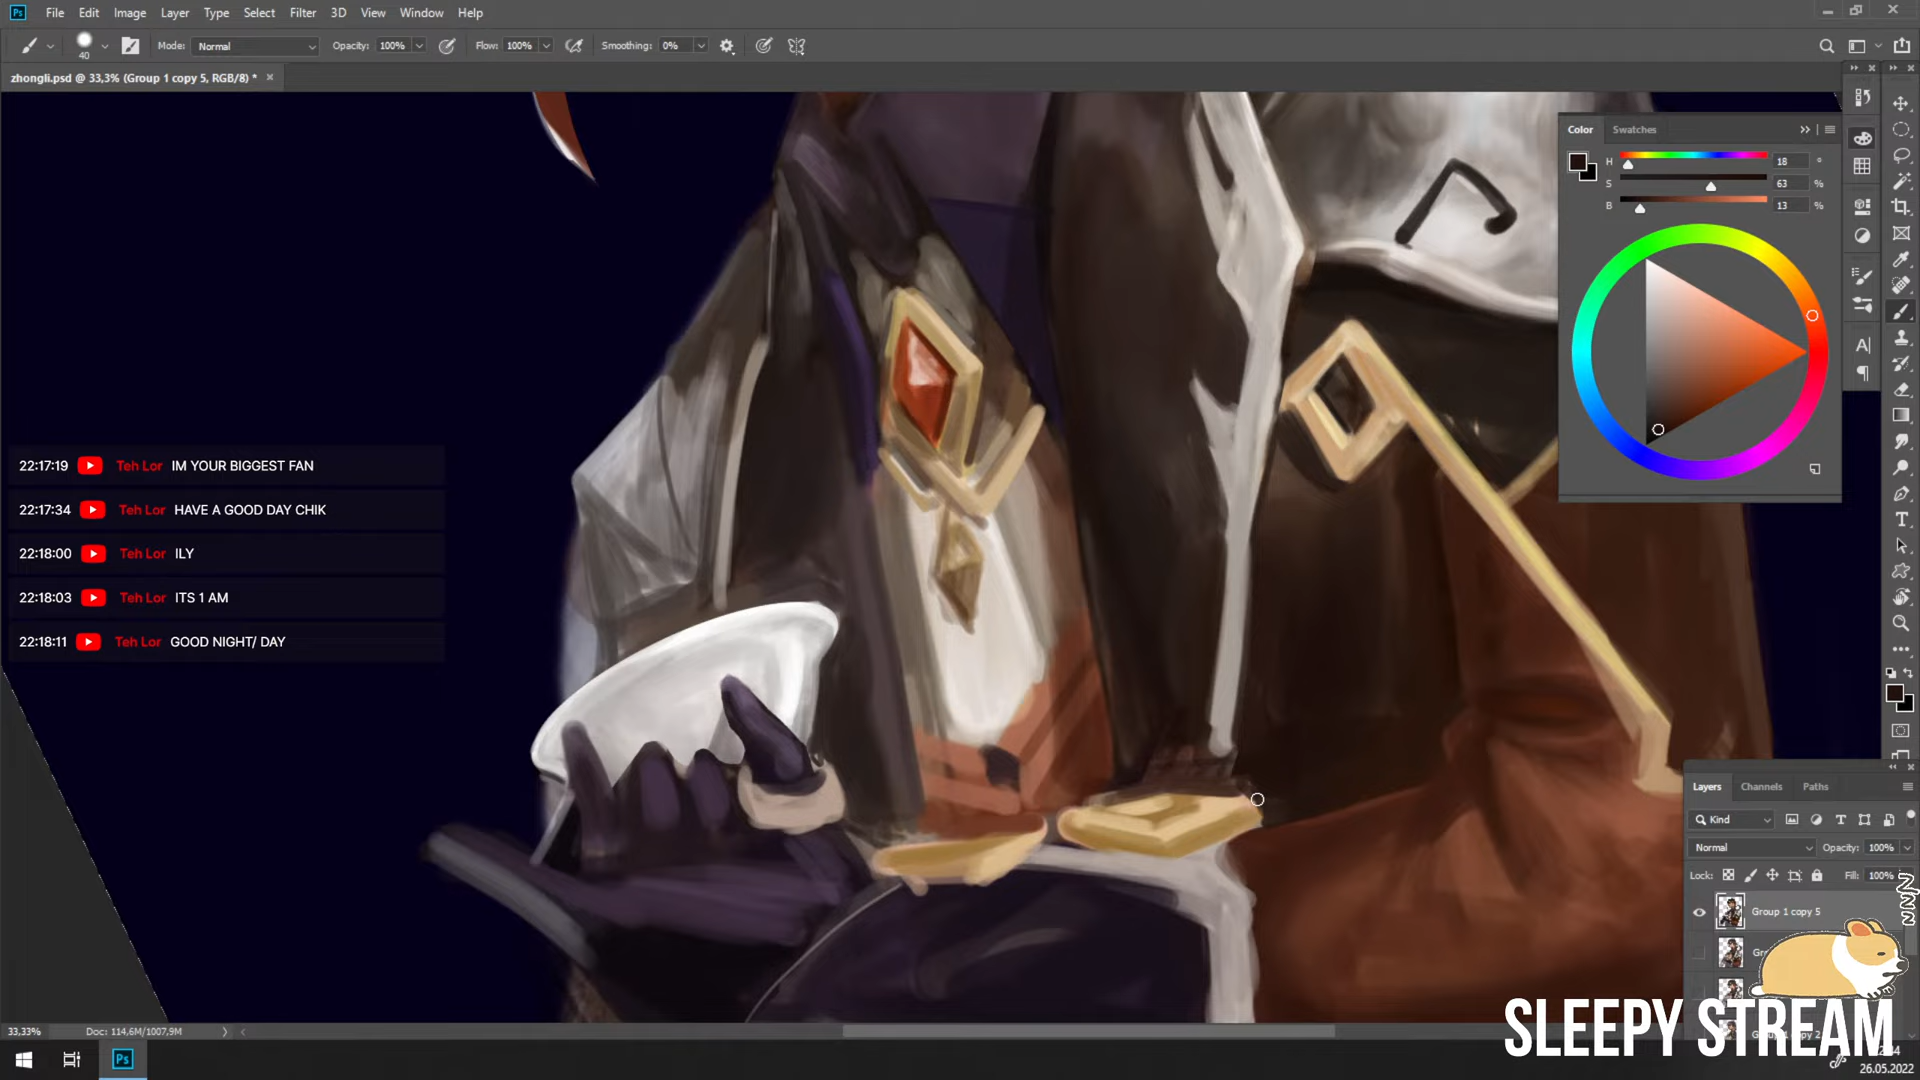 Ps File Edit Image Layer Type Select Filter 3D View Window Help
40 Mode: Normal Opacity: 100% Flow: 100% Smoothing: 0%
zhongli.psd @ 33,3% (Group 1 copy 5, RGB/8) *
Color Swatches
H 18 °
S 63 %
B 13 %
22:17:19 Teh Lor IM YOUR BIGGEST FAN
22:17:34 Teh Lor HAVE A GOOD DAY CHIK
22:18:00 Teh Lor ILY
22:18:03 Teh Lor ITS 1 AM
22:18:11 Teh Lor GOOD NIGHT/ DAY
Layers Channels Paths
Kind
Normal Opacity: 100%
Lock: Fill: 100%
Group 1 copy 5
SLEEPY STREAM
33,33% Doc: 114,6M/1007,9M
Ps
26.05.2022